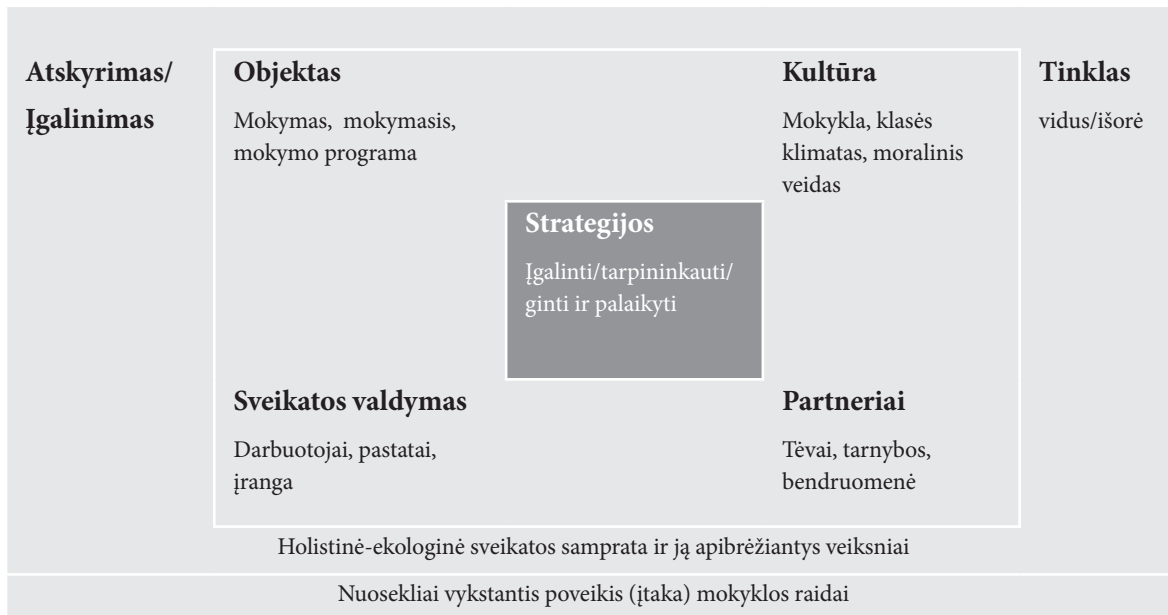 Atskyrimas/
Įgalinimas
Objektas
Mokymas, mokymasis,
mokymo programa
Kultūra
Mokykla, klasės
klimatas, moralinis
veidas
Tinklas
vidus/išorė
Strategijos
Įgalinti/tarpininkauti/
ginti ir palaikyti
Sveikatos valdymas
Darbuotojai, pastatai,
įranga
Partneriai
Tėvai, tarnybos,
bendruomenė
Holistinė-ekologinė sveikatos samprata ir ją apibrėžiantys veiksniai
Nuosekliai vykstantis poveikis (įtaka) mokyklos raidai